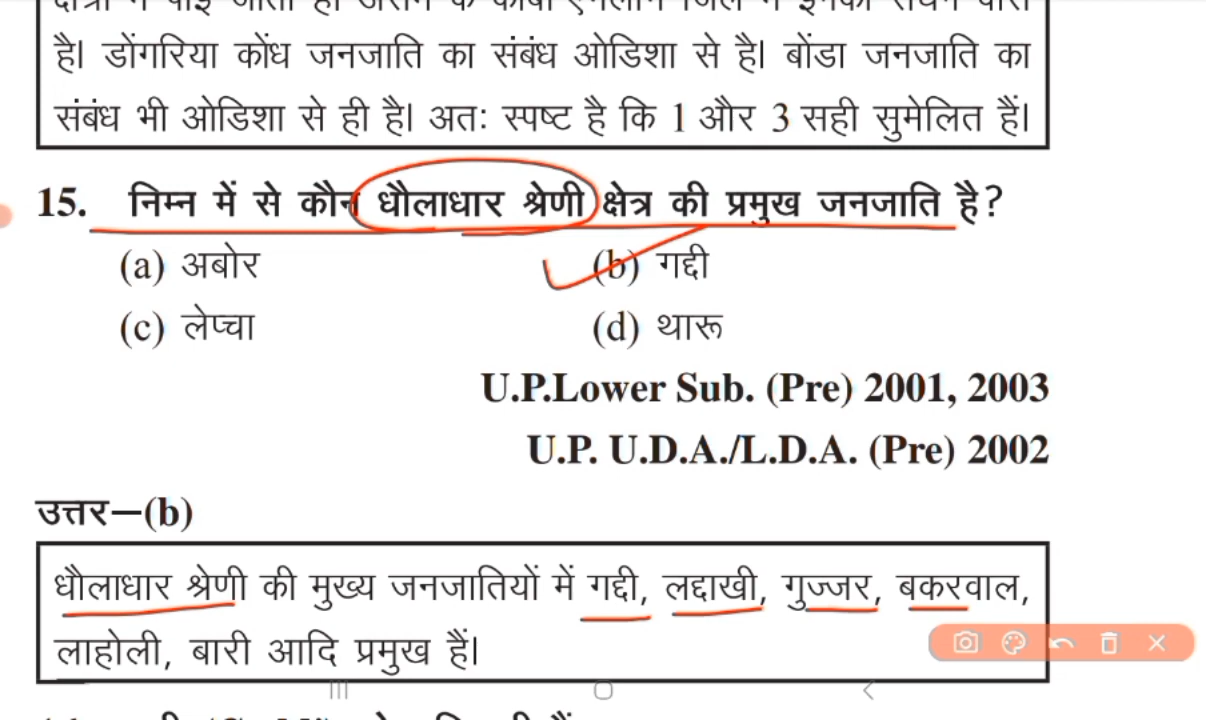 है। डोंगरिया कोंध जनजाति का संबंध ओडिशा से है। बोंडा जनजाति का
संबंध भी ओडिशा से ही है। अतः स्पष्ट है कि 1 और 3 सही सुमेलित हैं।
15. निम्न में से कौन धौलाधार श्रेणी क्षेत्र की प्रमुख जनजाति है?
(a) अबोर (b) गद्दी
(c) लेप्चा (d) थारू
U.P.Lower Sub. (Pre) 2001, 2003
U.P. U.D.A./L.D.A. (Pre) 2002
उत्तर—(b)
धौलाधार श्रेणी की मुख्य जनजातियों में गद्दी, लद्दाखी, गुज्जर, बकरवाल,
लाहोली, बारी आदि प्रमुख हैं।